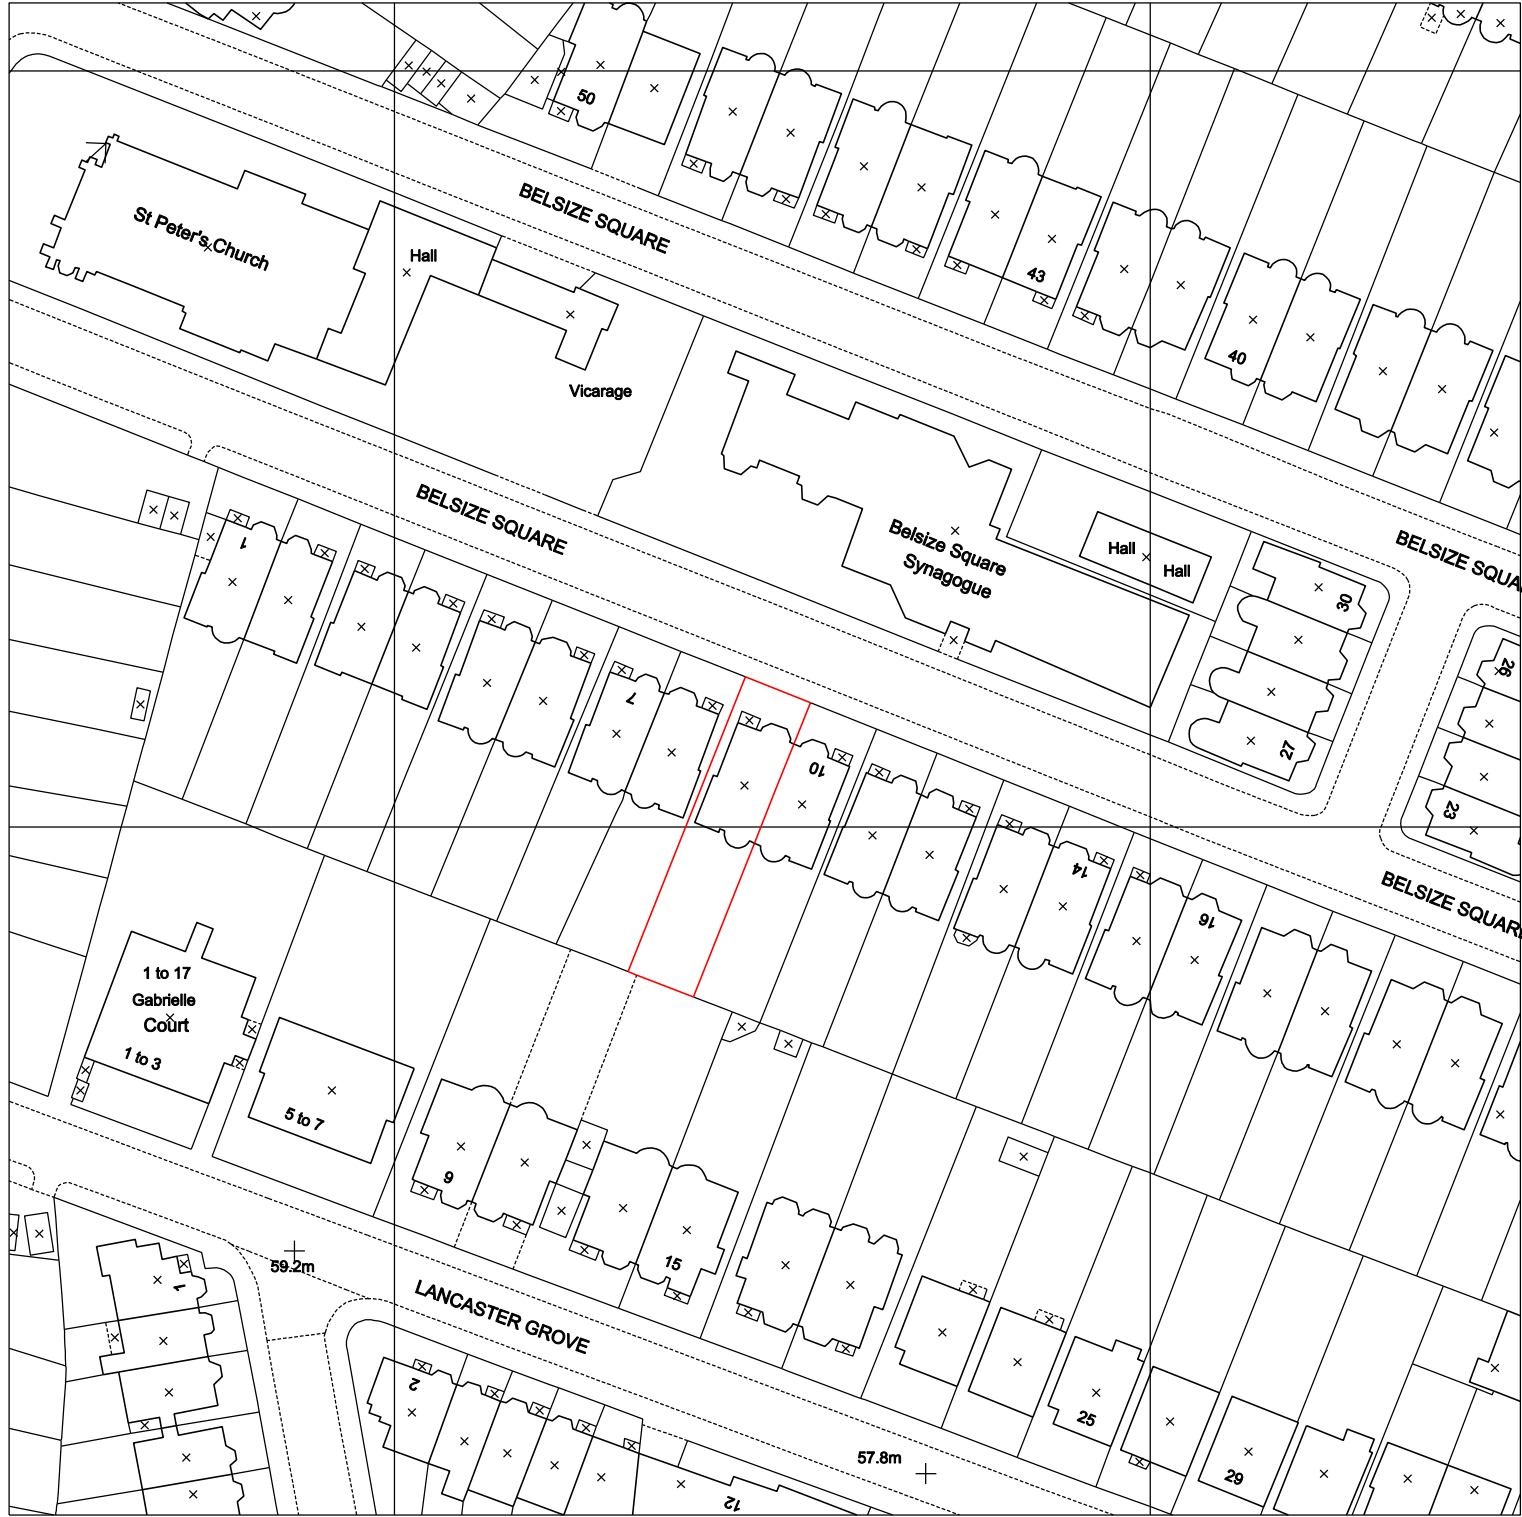 50
BELSIZE SQUARE
St Peter's Church
Hall
43
40
Vicarage
BELSIZE SQUARE
1
Belsize Square
Synagogue
Hall
Hall
BELSIZE SQUA
30
26
7
10
27
23
14
16
BELSIZE SQUARE
1 to 17
Gabrielle
Court
1 to 3
5 to 7
9
15
59.2m
1
LANCASTER GROVE
2
25
57.8m
29
12